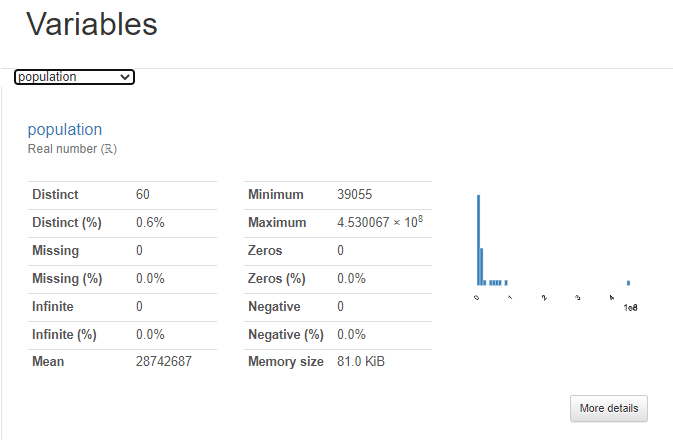 Variables
population
population
Real number (ℝ)
Distinct 60
Distinct (%) 0.6%
Missing 0
Missing (%) 0.0%
Infinite 0
Infinite (%) 0.0%
Mean 28742687
Minimum 39055
Maximum 4.530067 × 10⁸
Zeros 0
Zeros (%) 0.0%
Negative 0
Negative (%) 0.0%
Memory size 81.0 KiB
0 1 2 3 4
1e8
More details